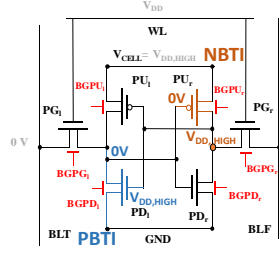 V_DD
WL
V_CELL= V_DD,HIGH
NBTI
PU_l
PU_r
BGPU_l
BGPU_r
PG_l
0V
PG_r
0 V
0V
V_DD,HIGH
BGPG_l
BGPG_r
BGPD_l
V_DD,HIGH
BGPD_r
PD_l
PD_r
BLT
PBTI
GND
BLF